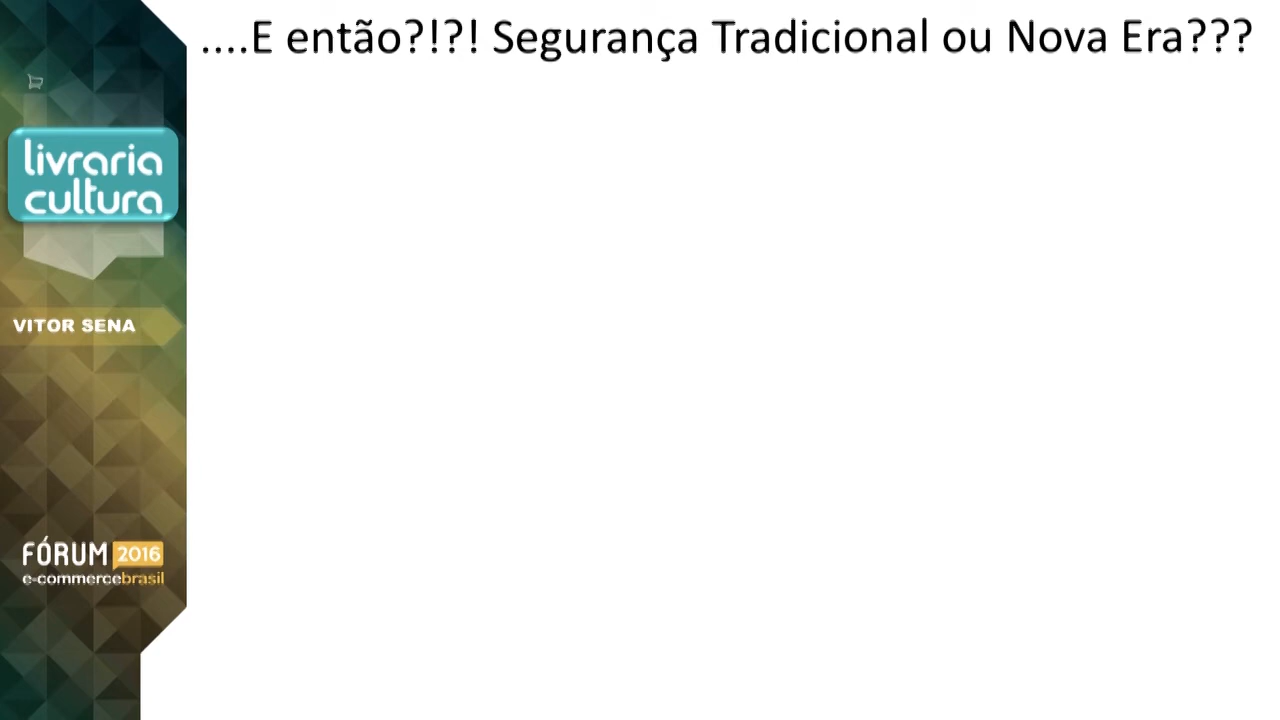 ....E então?!?! Segurança Tradicional ou Nova Era???
livraria
cultura
VITOR SENA
FÓRUM 2016
e-commercebrasil